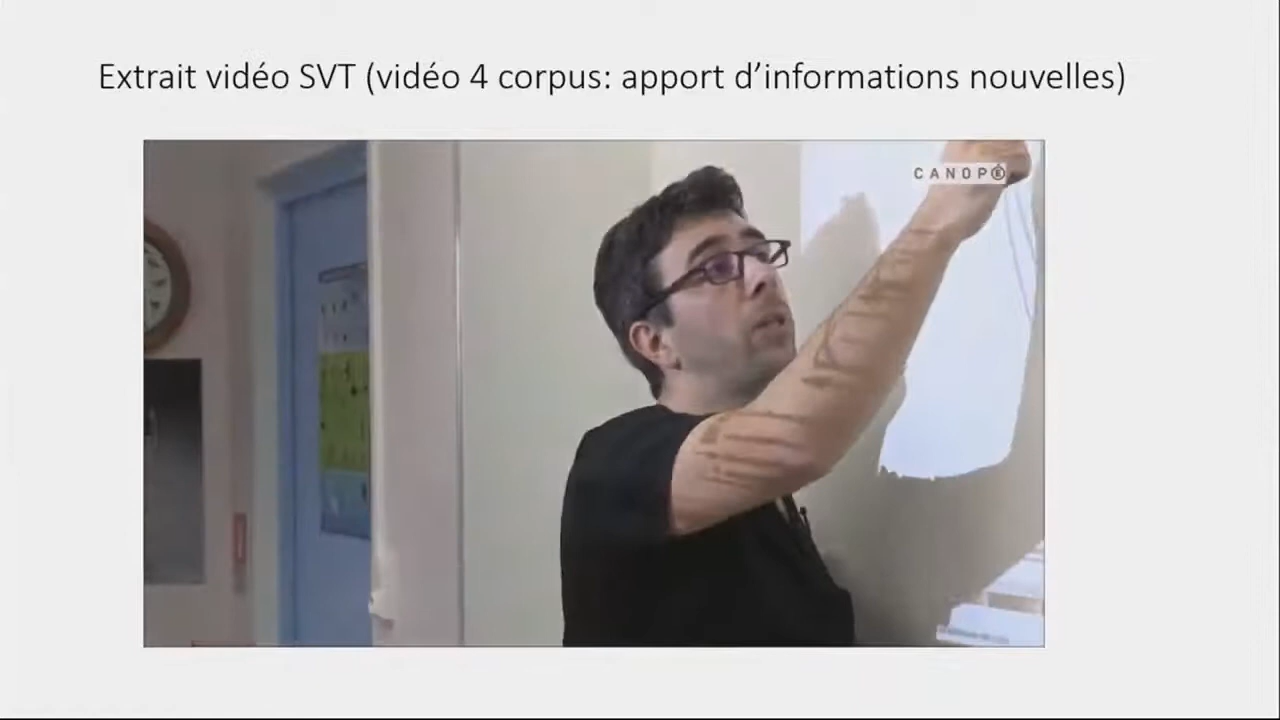 Extrait vidéo SVT (vidéo 4 corpus: apport d’informations nouvelles)
CANOPÉ